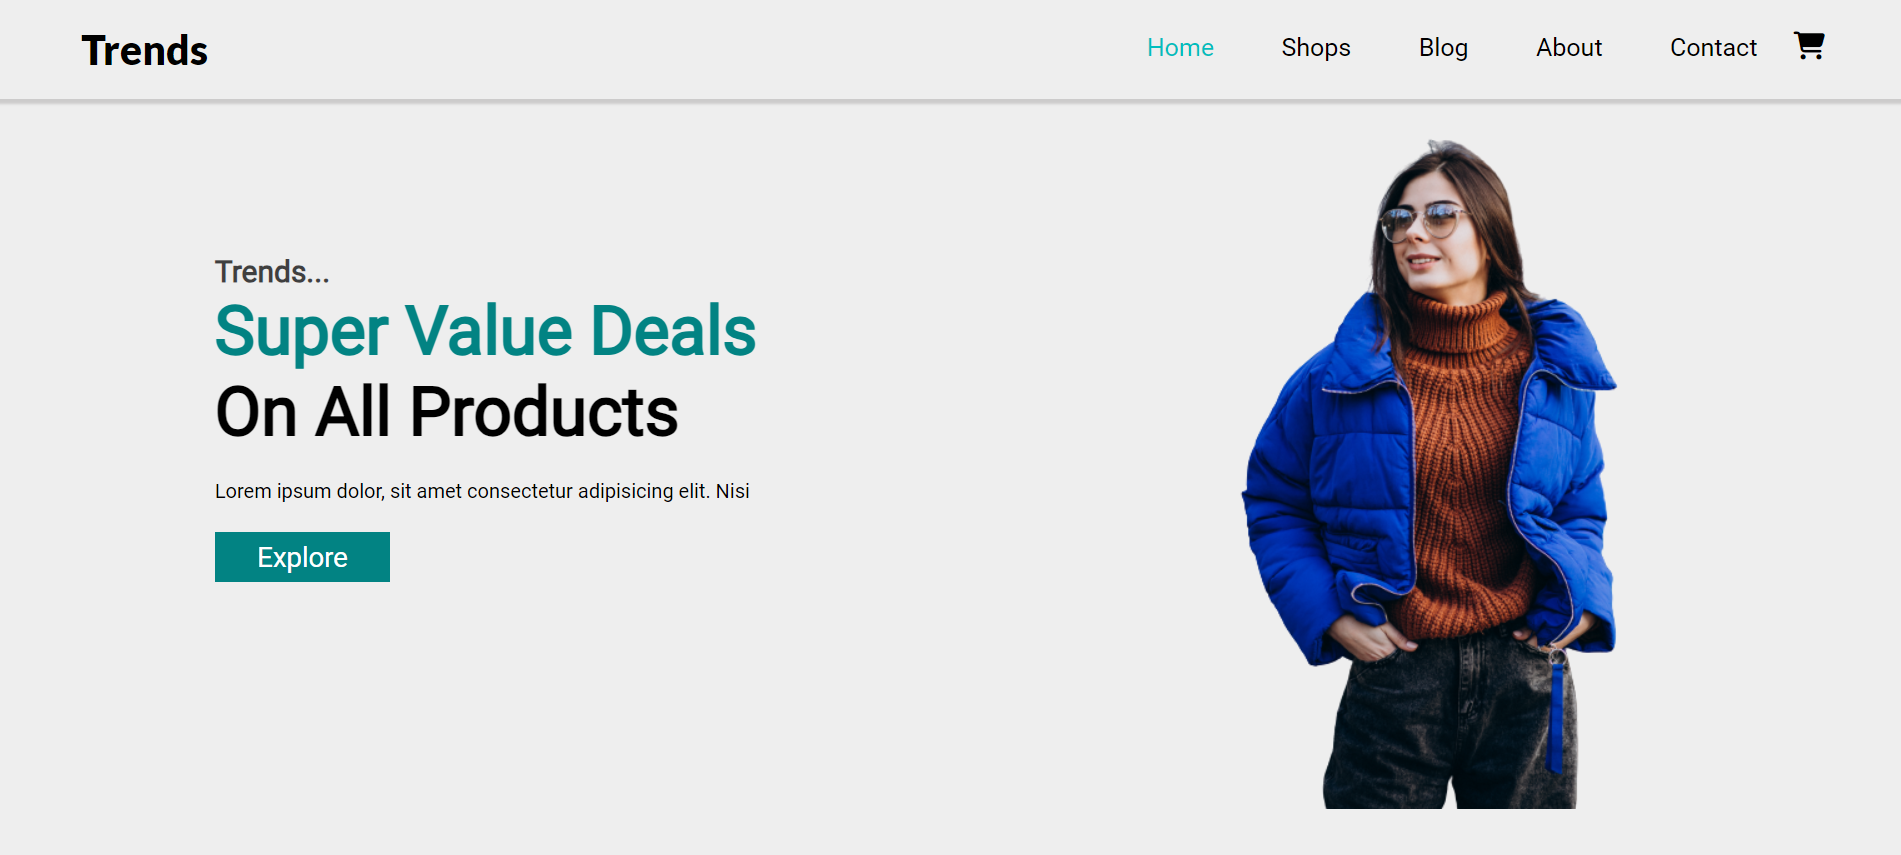 Trends
Home Shops Blog About Contact
Trends...
Super Value Deals
On All Products
Lorem ipsum dolor, sit amet consectetur adipisicing elit. Nisi
Explore